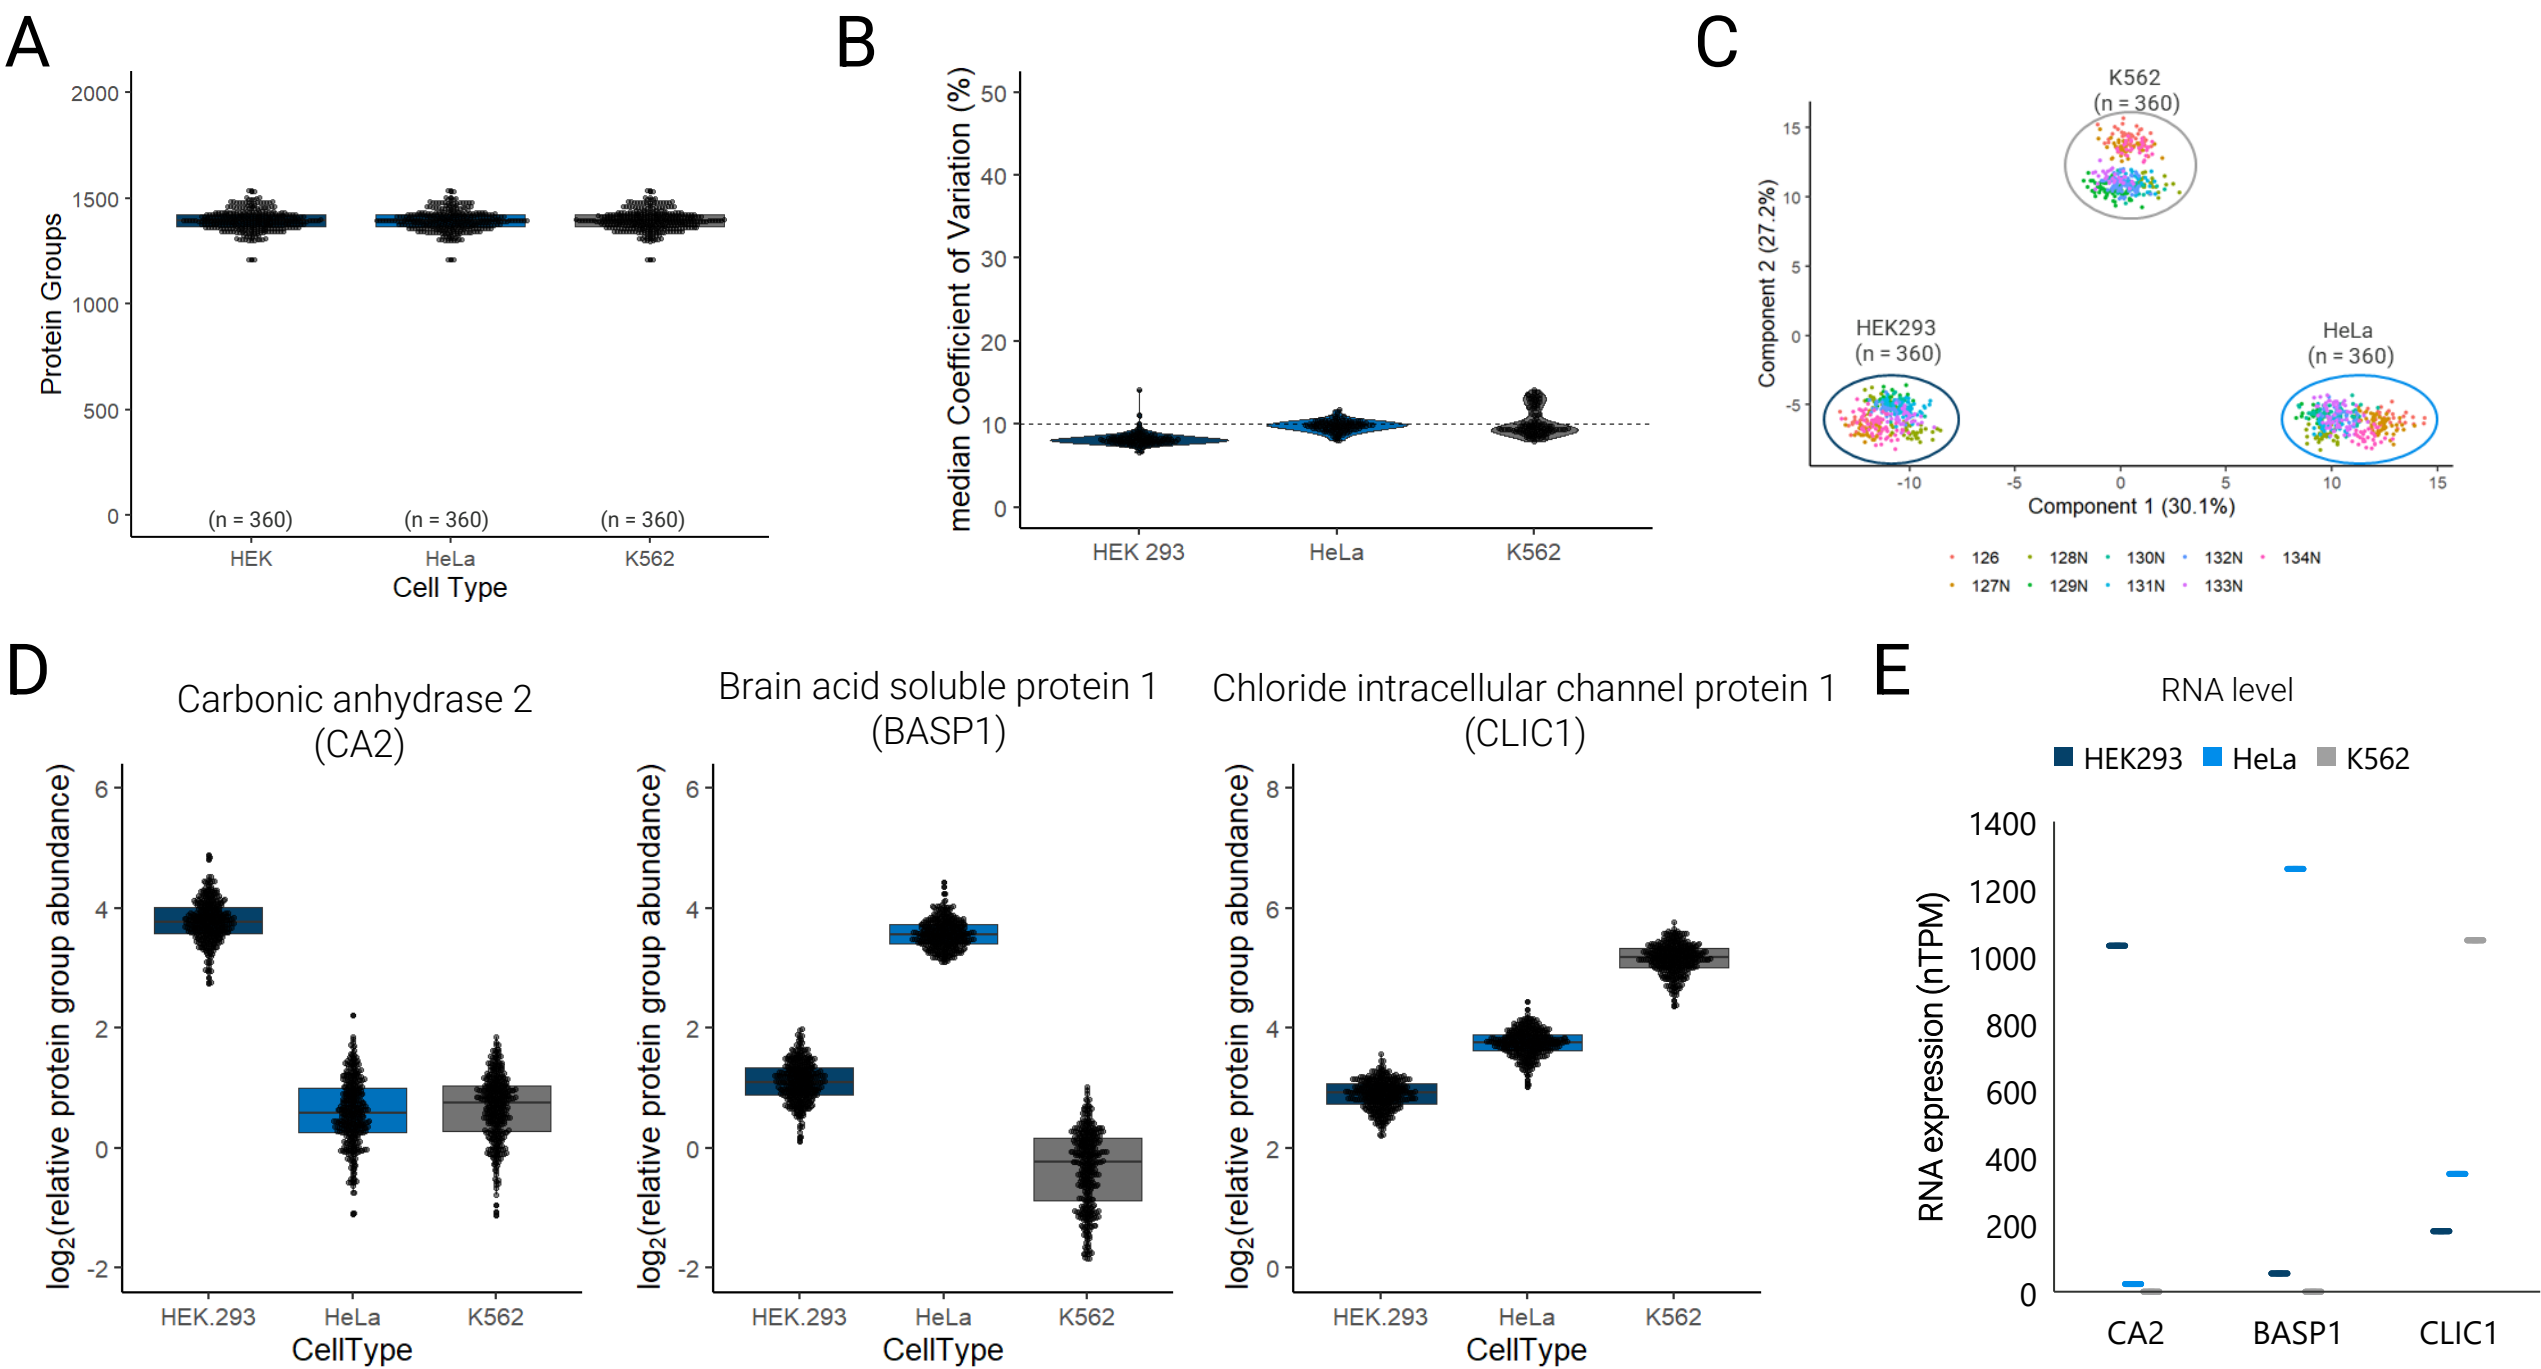 A
2000
1500
1000
500
0
Protein Groups
(n = 360)
(n = 360)
(n = 360)
HEK
HeLa
K562
Cell Type
B
50
40
30
20
10
0
median Coefficient of Variation (%)
HEK 293
HeLa
K562
C
K562
(n = 360)
HEK293
(n = 360)
HeLa
(n = 360)
15
10
5
0
-5
Component 2 (27.2%)
-10
-5
0
5
10
15
Component 1 (30.1%)
126 128N 130N 132N 134N
127N 129N 131N 133N
D
Carbonic anhydrase 2
(CA2)
6
4
2
0
-2
log2(relative protein group abundance)
HEK.293
HeLa
K562
CellType
Brain acid soluble protein 1
(BASP1)
6
4
2
0
-2
log2(relative protein group abundance)
HEK.293
HeLa
K562
CellType
Chloride intracellular channel protein 1
(CLIC1)
8
6
4
2
0
log2(relative protein group abundance)
HEK.293
HeLa
K562
CellType
E
RNA level
HEK293 HeLa K562
1400
1200
1000
800
600
400
200
0
RNA expression (nTPM)
CA2
BASP1
CLIC1